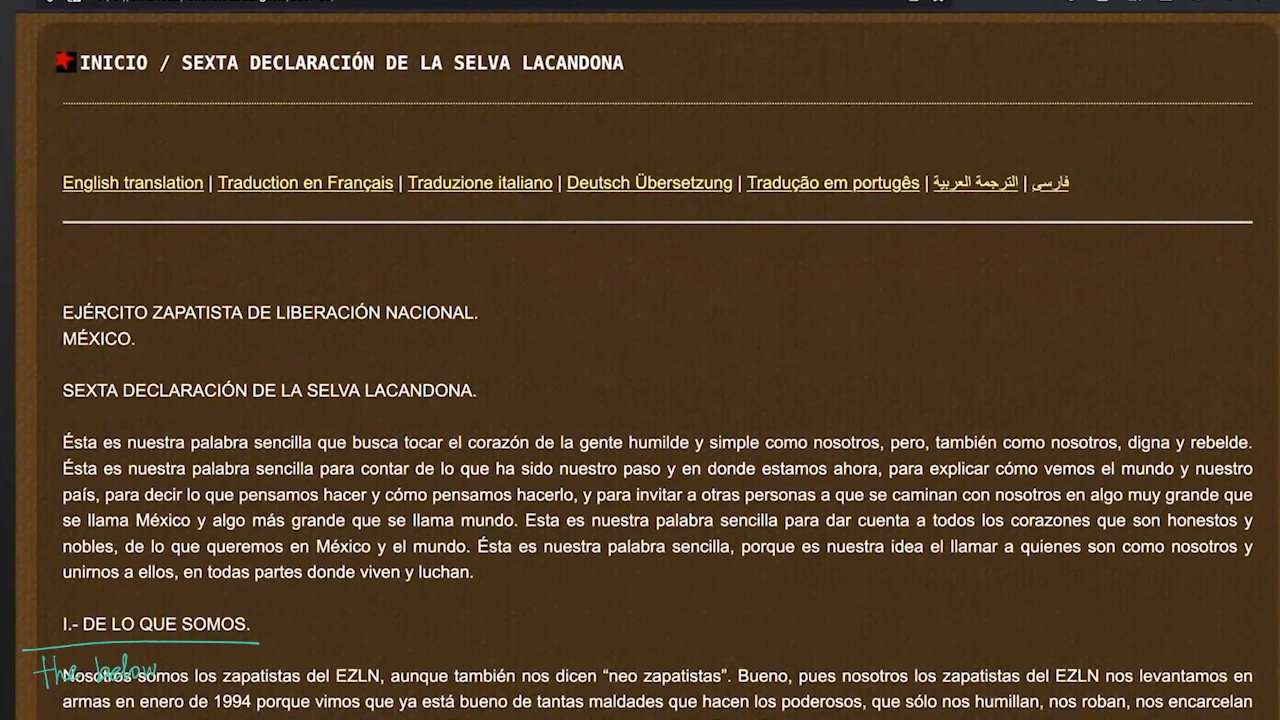 INICIO / SEXTA DECLARACIÓN DE LA SELVA LACANDONA
English translation | Traduction en Français | Traduzione italiano | Deutsch Übersetzung | Tradução em portugês | الترجمة العربية | فارسی
EJÉRCITO ZAPATISTA DE LIBERACIÓN NACIONAL.
MÉXICO.
SEXTA DECLARACIÓN DE LA SELVA LACANDONA.
Ésta es nuestra palabra sencilla que busca tocar el corazón de la gente humilde y simple como nosotros, pero, también como nosotros, digna y rebelde.
Ésta es nuestra palabra sencilla para contar de lo que ha sido nuestro paso y en donde estamos ahora, para explicar cómo vemos el mundo y nuestro
país, para decir lo que pensamos hacer y cómo pensamos hacerlo, y para invitar a otras personas a que se caminan con nosotros en algo muy grande que
se llama México y algo más grande que se llama mundo. Esta es nuestra palabra sencilla para dar cuenta a todos los corazones que son honestos y
nobles, de lo que queremos en México y el mundo. Ésta es nuestra palabra sencilla, porque es nuestra idea el llamar a quienes son como nosotros y
unirnos a ellos, en todas partes donde viven y luchan.
I.- DE LO QUE SOMOS.
the below
Nosotros somos los zapatistas del EZLN, aunque también nos dicen “neo zapatistas”. Bueno, pues nosotros los zapatistas del EZLN nos levantamos en
armas en enero de 1994 porque vimos que ya está bueno de tantas maldades que hacen los poderosos, que sólo nos humillan, nos roban, nos encarcelan